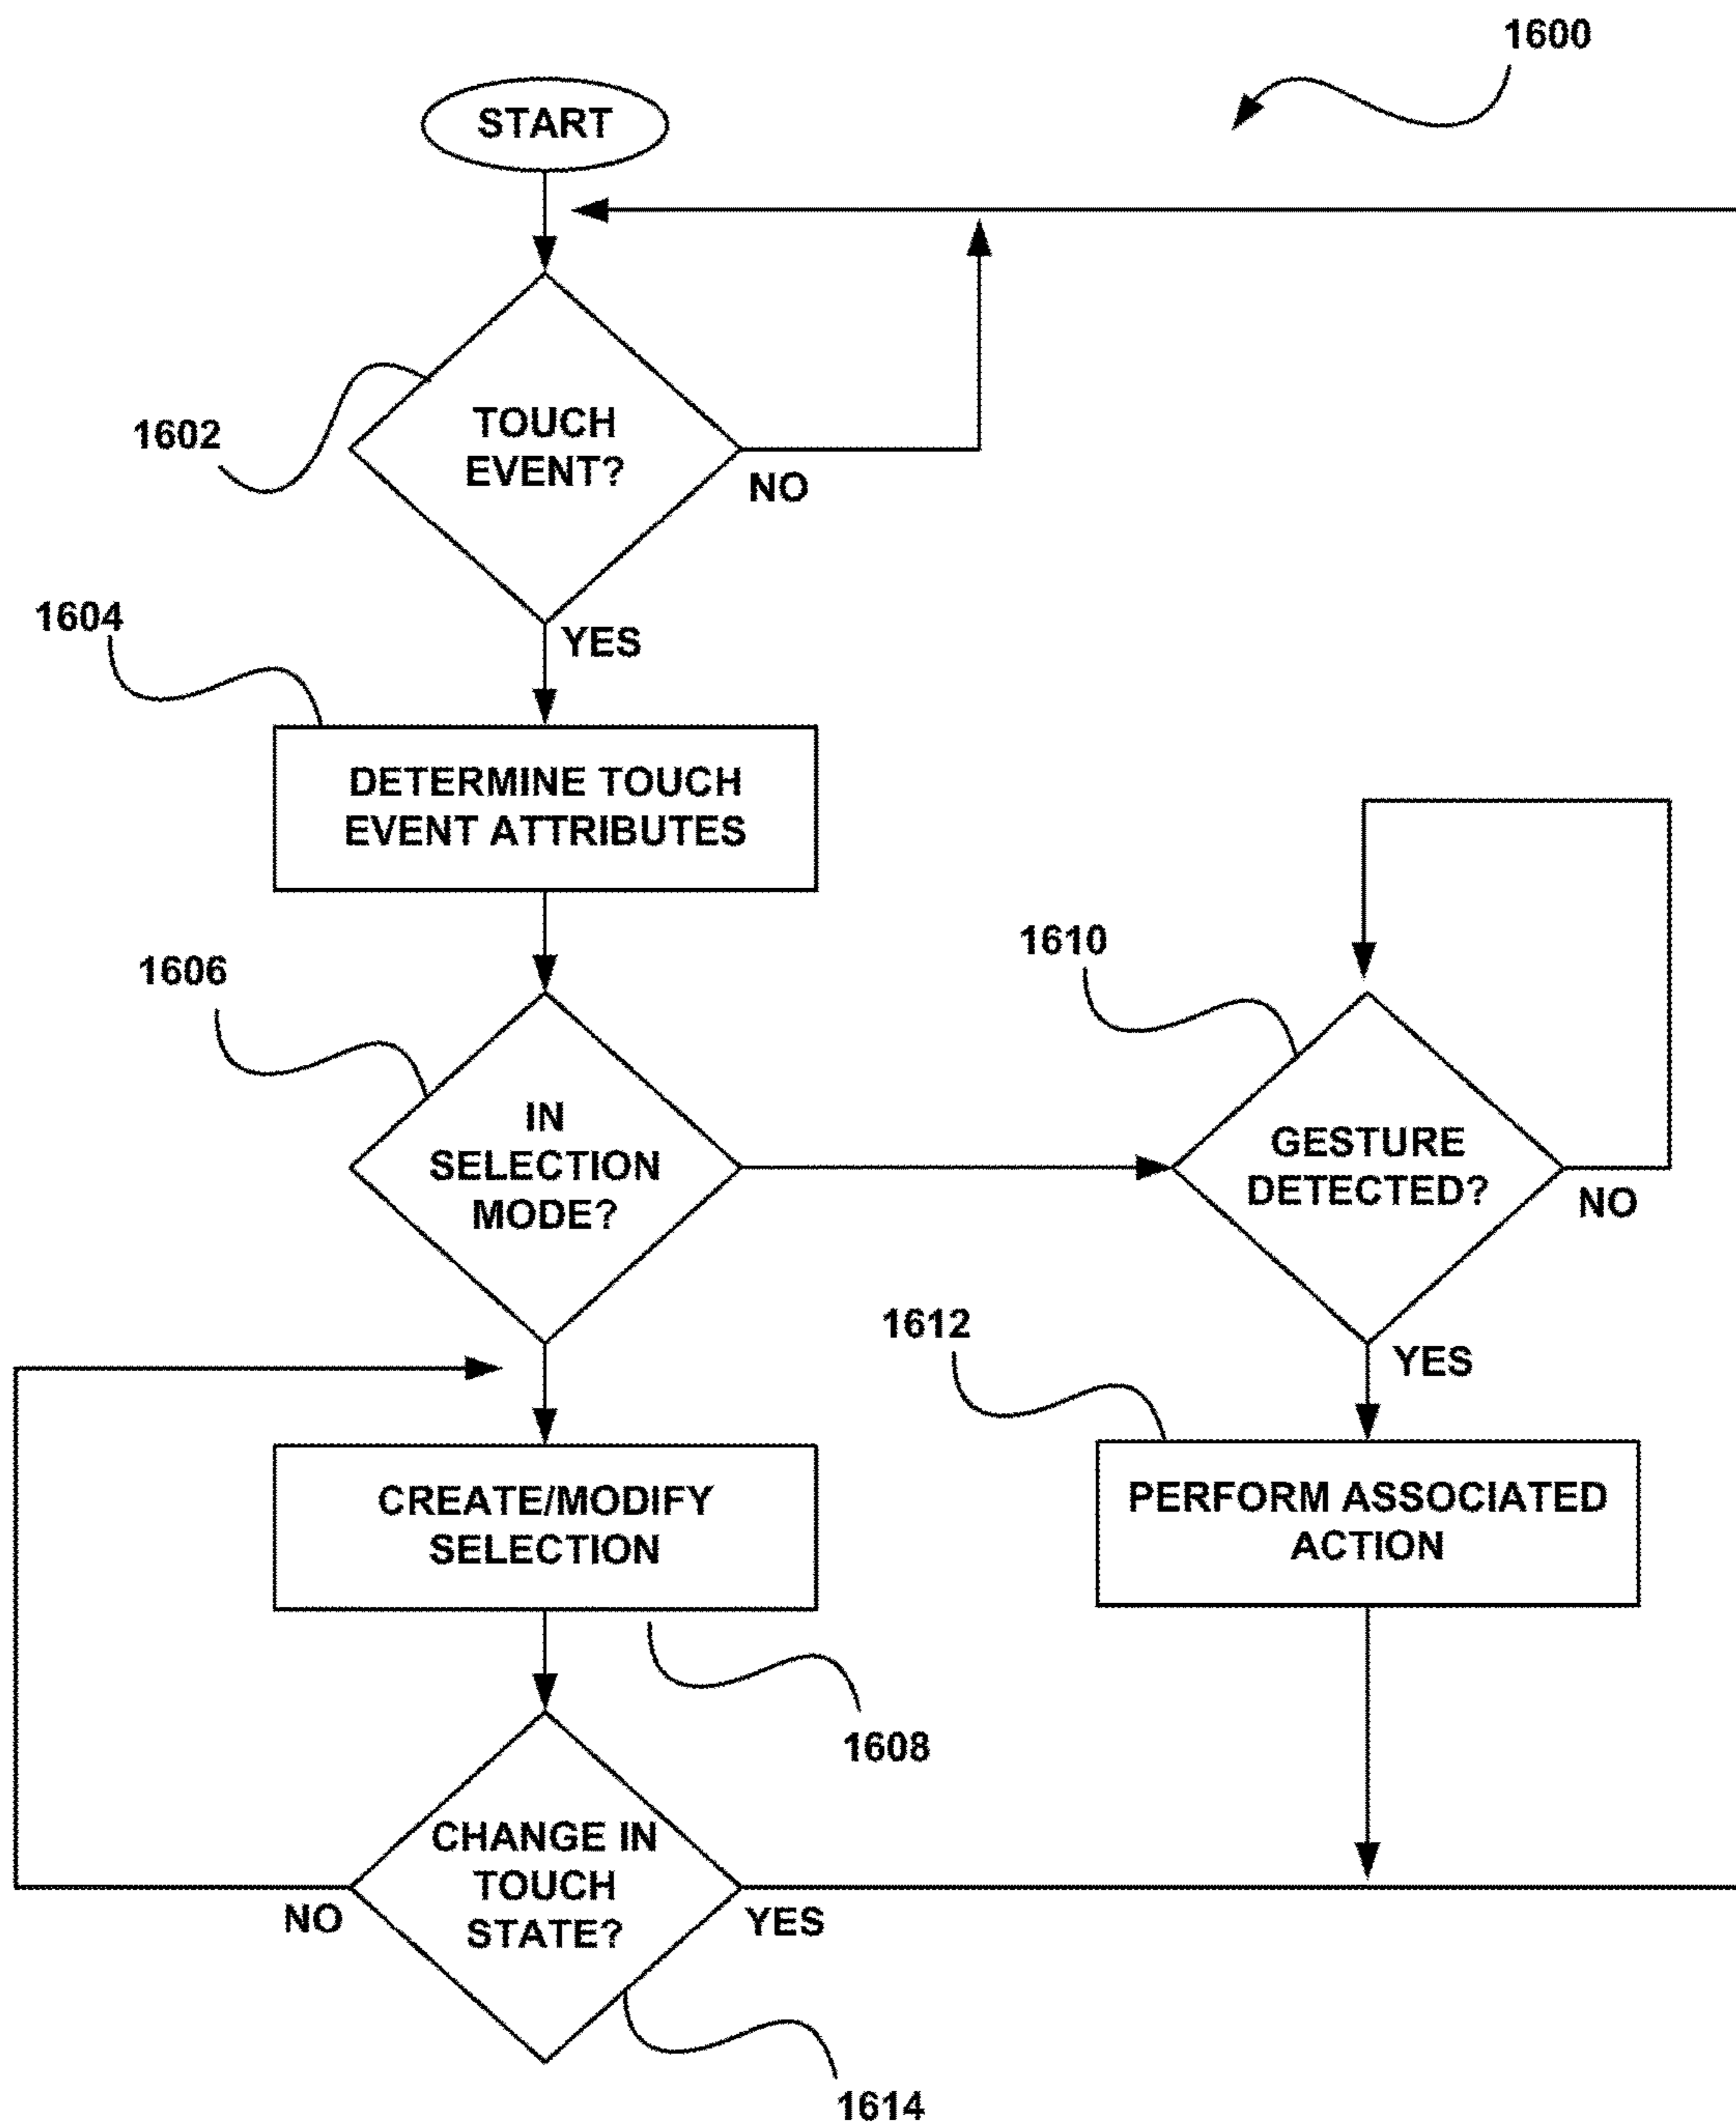 1600
START
1602
TOUCH
EVENT?
NO
1604
YES
DETERMINE TOUCH
EVENT ATTRIBUTES
1606
IN
SELECTION
MODE?
1610
GESTURE
DETECTED?
NO
1612
YES
CREATE/MODIFY
SELECTION
PERFORM ASSOCIATED
ACTION
1608
CHANGE IN
TOUCH
STATE?
NO
YES
1614